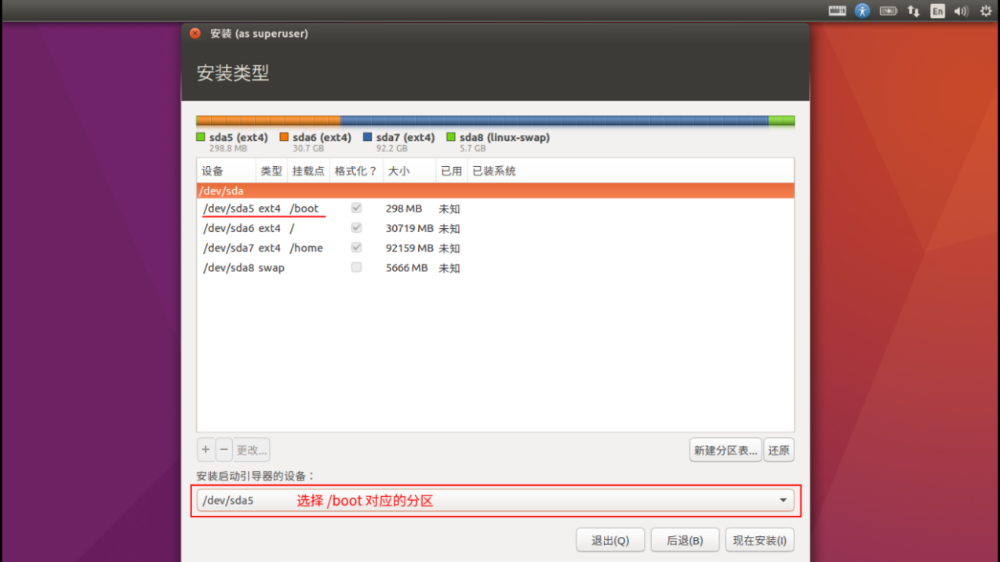 En
安装 (as superuser)
安装类型
sda5 (ext4) sda6 (ext4) sda7 (ext4) sda8 (linux-swap)
298.8 MB 30.7 GB 92.2 GB 5.7 GB
设备 类型 挂载点 格式化？ 大小 已用 已装系统
/dev/sda
/dev/sda5 ext4 /boot 298 MB 未知
/dev/sda6 ext4 / 30719 MB 未知
/dev/sda7 ext4 /home 92159 MB 未知
/dev/sda8 swap 5666 MB 未知
+ − 更改... 新建分区表... 还原
安装启动引导器的设备：
/dev/sda5 选择 /boot 对应的分区
退出(Q) 后退(B) 现在安装(I)